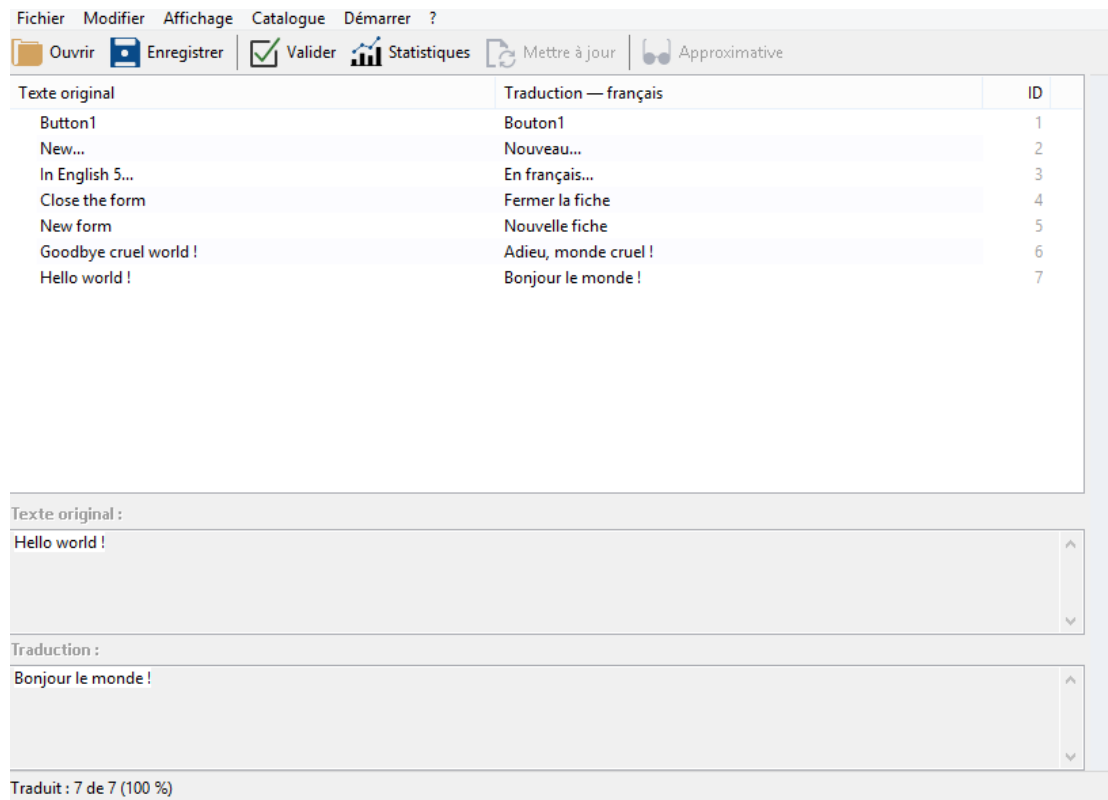 Fichier Modifier Affichage Catalogue Démarrer ?
Ouvrir Enregistrer Valider Statistiques Mettre à jour Approximative
Texte original Traduction — français ID
Button1 Bouton1 1
New... Nouveau... 2
In English 5... En français... 3
Close the form Fermer la fiche 4
New form Nouvelle fiche 5
Goodbye cruel world ! Adieu, monde cruel ! 6
Hello world ! Bonjour le monde ! 7
Texte original :
Hello world !
Traduction :
Bonjour le monde !
Traduit : 7 de 7 (100 %)